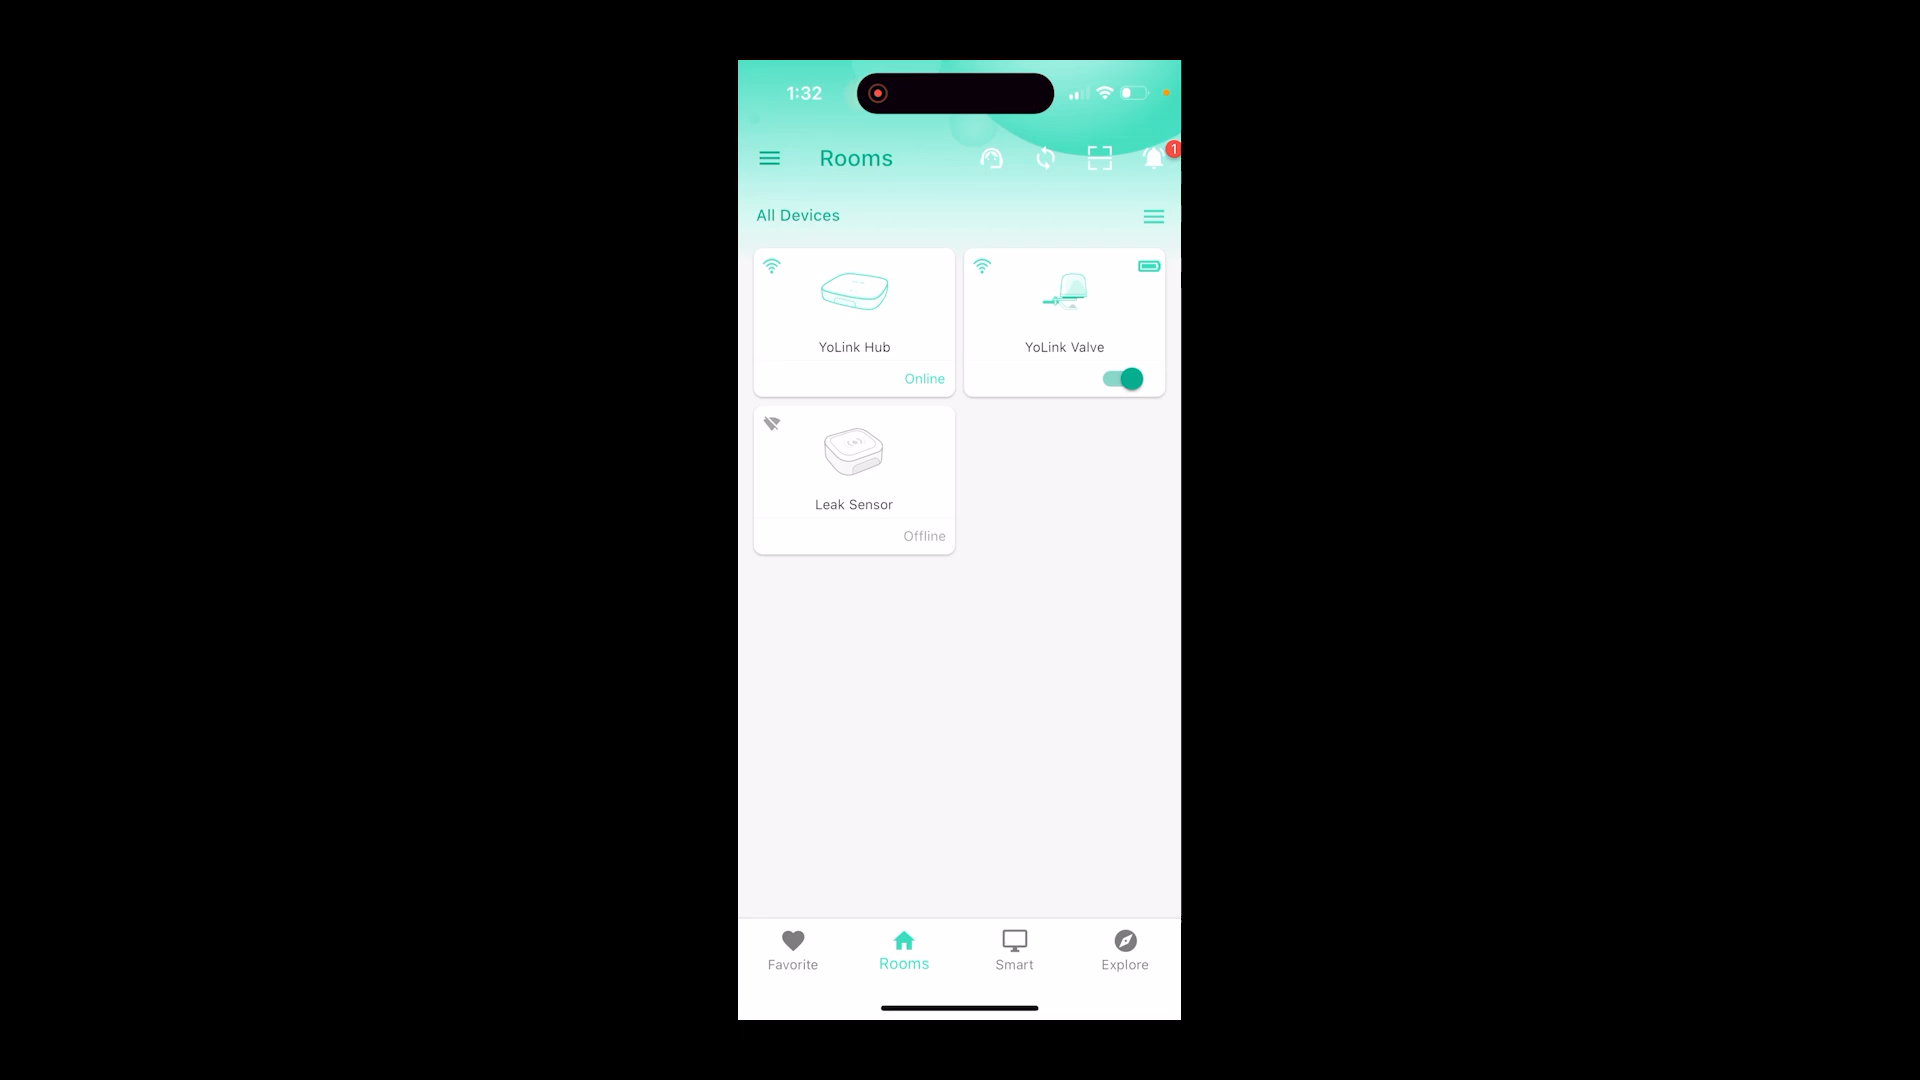 1:32
Rooms
1
All Devices
YoLink Hub
Online
YoLink Valve
Leak Sensor
Offline
Favorite
Rooms
Smart
Explore